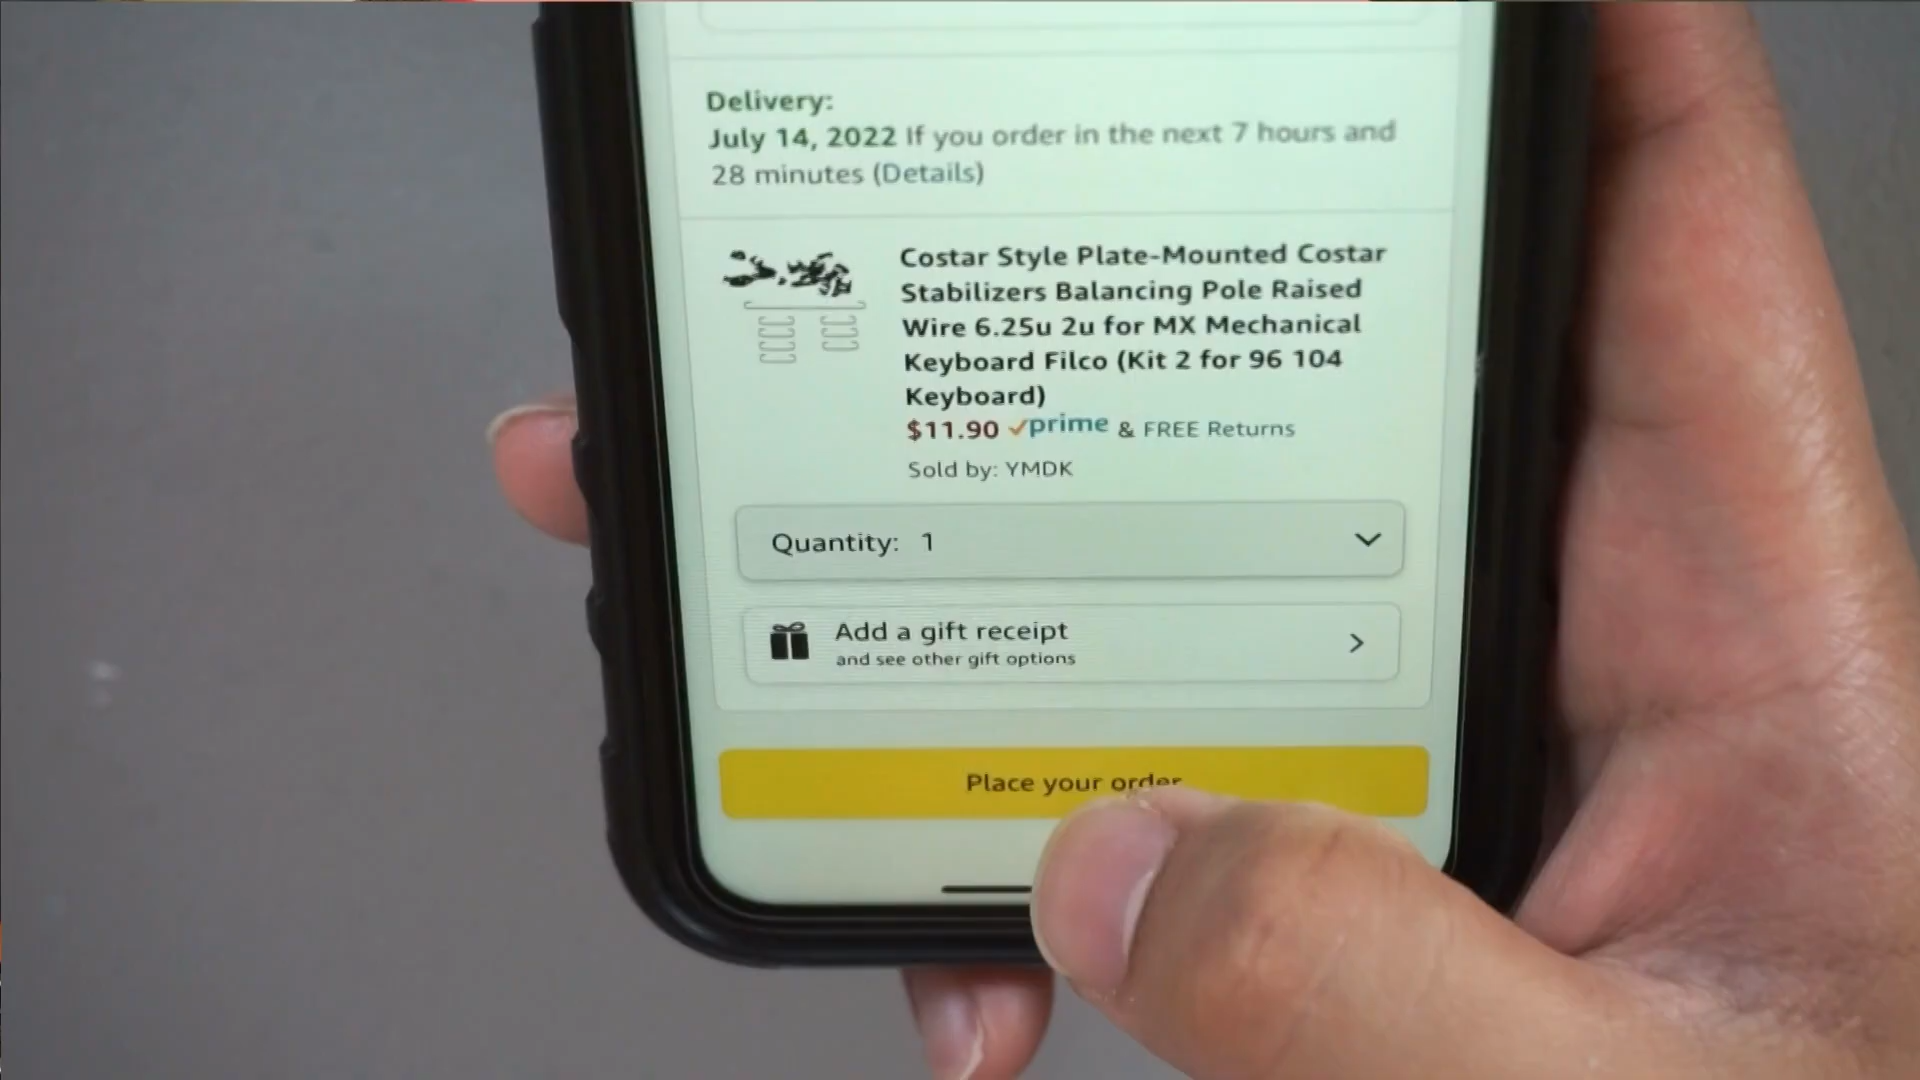 Delivery:
July 14, 2022 If you order in the next 7 hours and
28 minutes (Details)
Costar Style Plate-Mounted Costar
Stabilizers Balancing Pole Raised
Wire 6.25u 2u for MX Mechanical
Keyboard Filco (Kit 2 for 96 104
Keyboard)
$11.90 prime & FREE Returns
Sold by: YMDK
Quantity: 1
Add a gift receipt
and see other gift options
Place your order